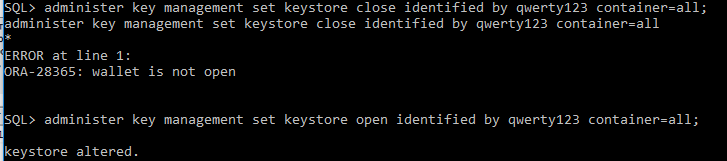 SQL> administer key management set keystore close identified by qwerty123 container=all;
administer key management set keystore close identified by qwerty123 container=all
*
ERROR at line 1:
ORA-28365: wallet is not open
SQL> administer key management set keystore open identified by qwerty123 container=all;
keystore altered.